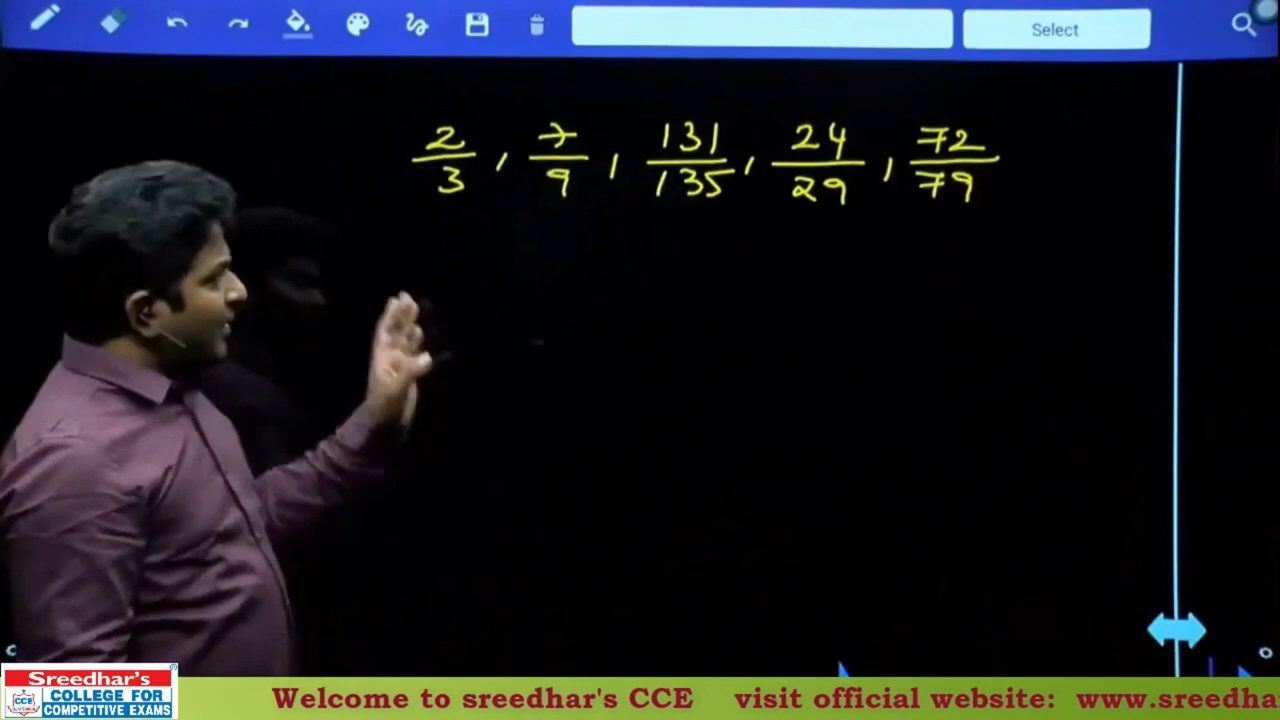 Select
2/3 , 7/9 , 131/135 , 24/29 , 72/79
Sreedhar's
CCE
COLLEGE FOR
COMPETITIVE EXAMS
Welcome to sreedhar's CCE visit official website: www.sreedha